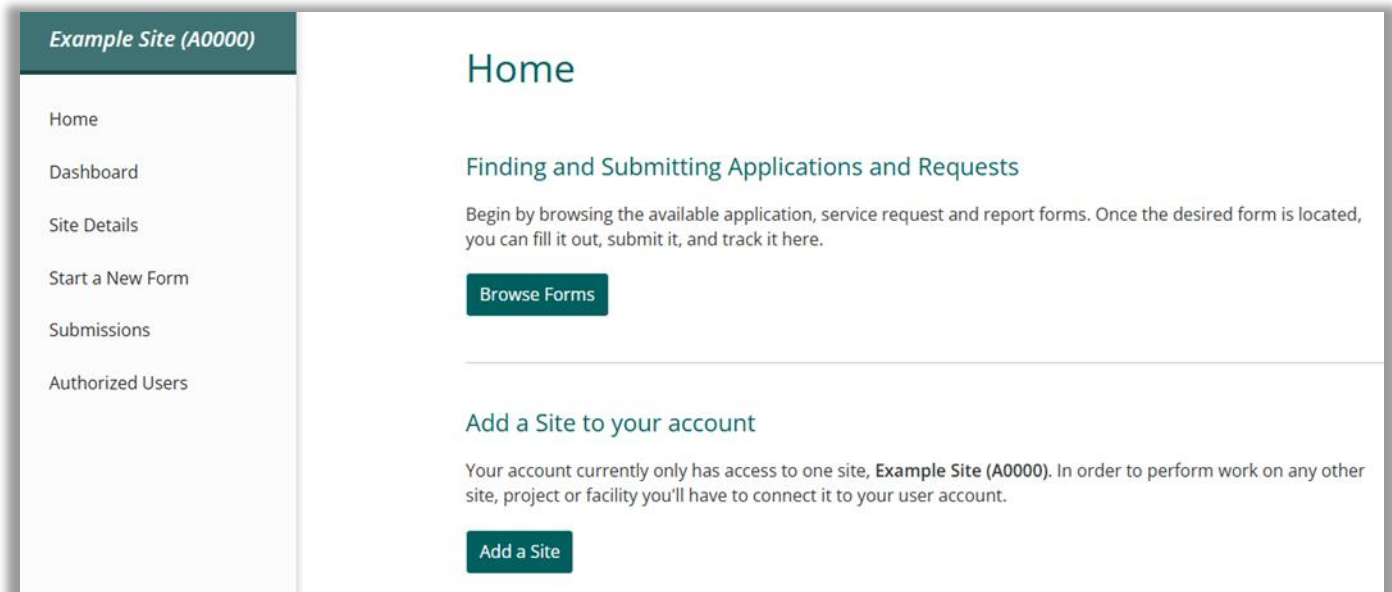 Example Site (A0000)
Home
Dashboard
Site Details
Start a New Form
Submissions
Authorized Users
Home
Finding and Submitting Applications and Requests
Begin by browsing the available application, service request and report forms. Once the desired form is located,
you can fill it out, submit it, and track it here.
Browse Forms
Add a Site to your account
Your account currently only has access to one site, Example Site (A0000). In order to perform work on any other
site, project or facility you'll have to connect it to your user account.
Add a Site